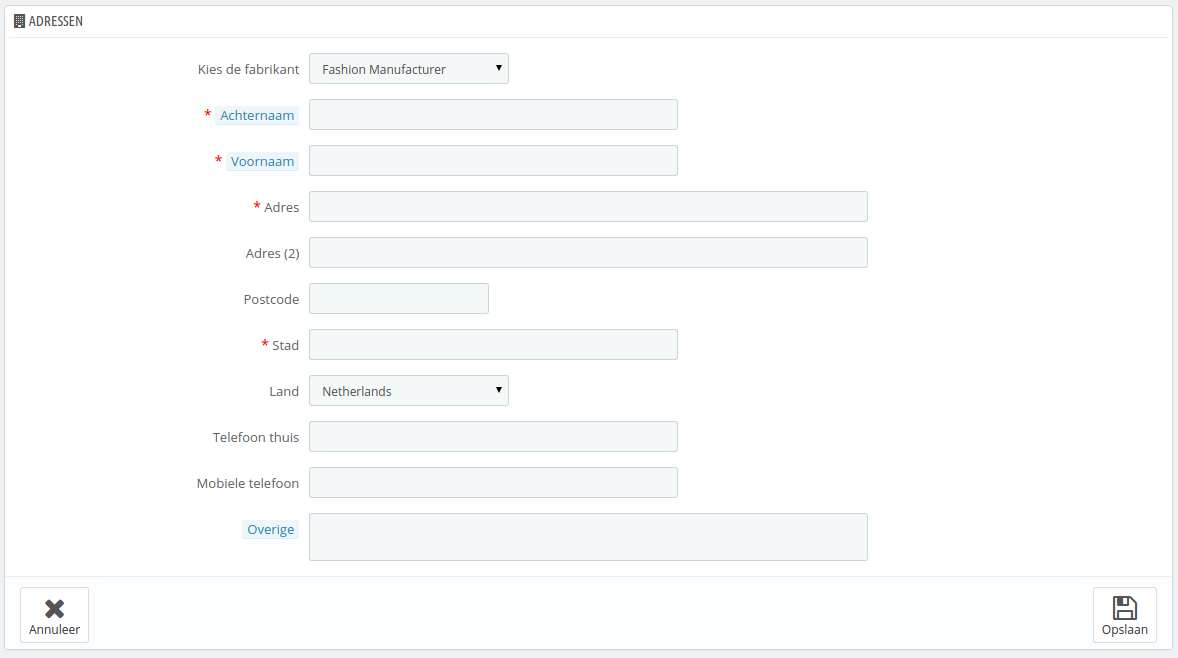 ADRESSEN
Kies de fabrikant Fashion Manufacturer
* Achternaam
* Voornaam
* Adres
Adres (2)
Postcode
* Stad
Land Netherlands
Telefoon thuis
Mobiele telefoon
Overige
Annuleer Opslaan